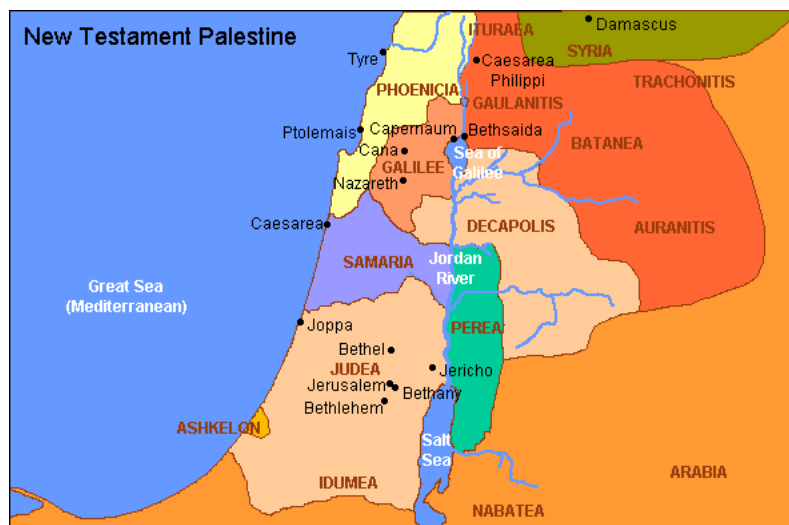 New Testament Palestine
ITURAEA
Damascus
SYRIA
Tyre
Caesarea
Philippi
TRACHONITIS
PHOENICIA
GAULANITIS
Ptolemais
Capernaum
Bethsaida
BATANEA
Cana
Sea of
Galilee
GALILEE
Nazareth
Caesarea
DECAPOLIS
AURANITIS
SAMARIA
Jordan
River
Great Sea
(Mediterranean)
Joppa
PEREA
Bethel
JUDEA
Jericho
Jerusalem
Bethany
Bethlehem
ASHKELON
Salt
Sea
IDUMEA
ARABIA
NABATEA